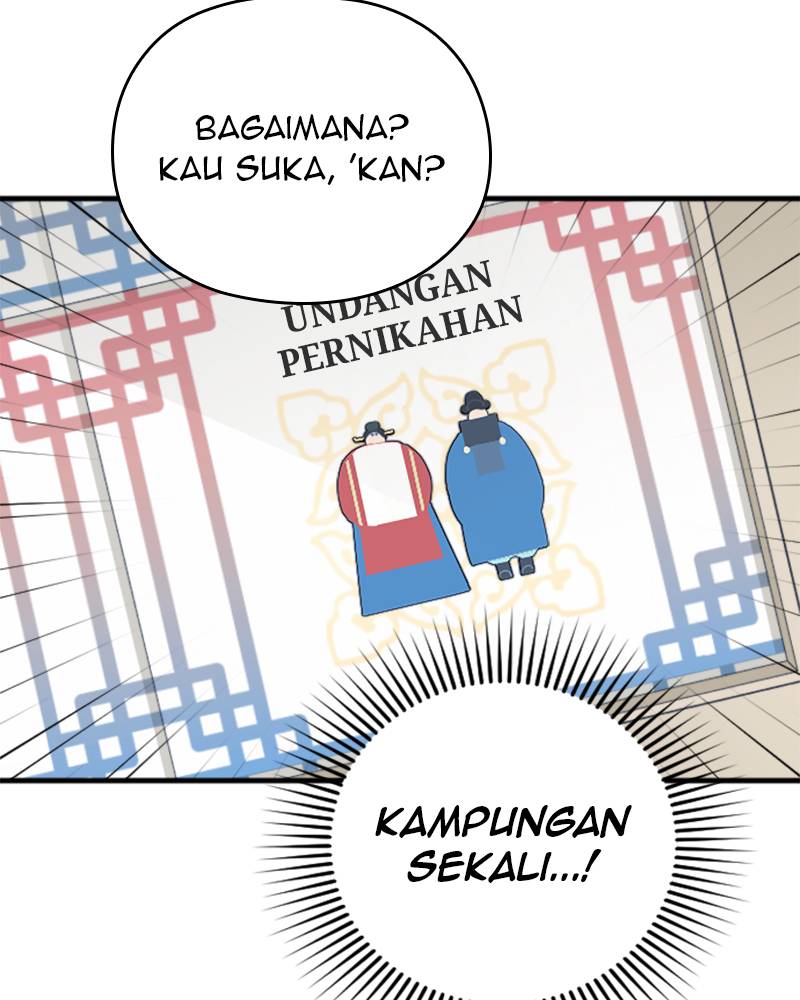 BAGAIMANA?
KAU SUKA, 'KAN?
UNDANGAN
PERNIKAHAN
KAMPUNGAN
SEKALI...!